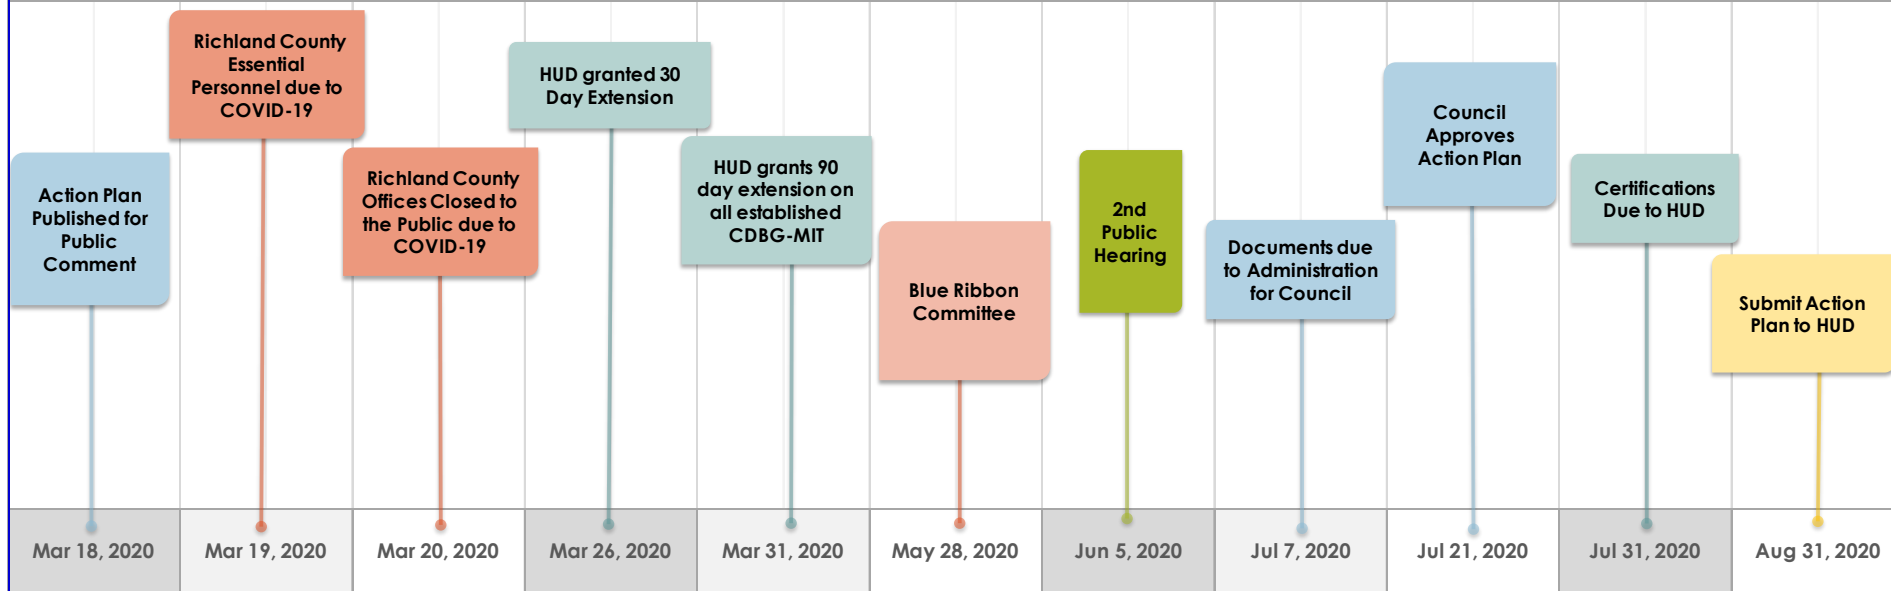 Action Plan
Published for
Public
Comment
Richland County
Essential
Personnel due to
COVID-19
Richland County
Offices Closed to
the Public due to
COVID-19
HUD granted 30
Day Extension
HUD grants 90
day extension on
all established
CDBG-MIT
Blue Ribbon
Committee
2nd
Public
Hearing
Documents due
to Administration
for Council
Council
Approves
Action Plan
Certifications
Due to HUD
Submit Action
Plan to HUD
Mar 18, 2020
Mar 19, 2020
Mar 20, 2020
Mar 26, 2020
Mar 31, 2020
May 28, 2020
Jun 5, 2020
Jul 7, 2020
Jul 21, 2020
Jul 31, 2020
Aug 31, 2020